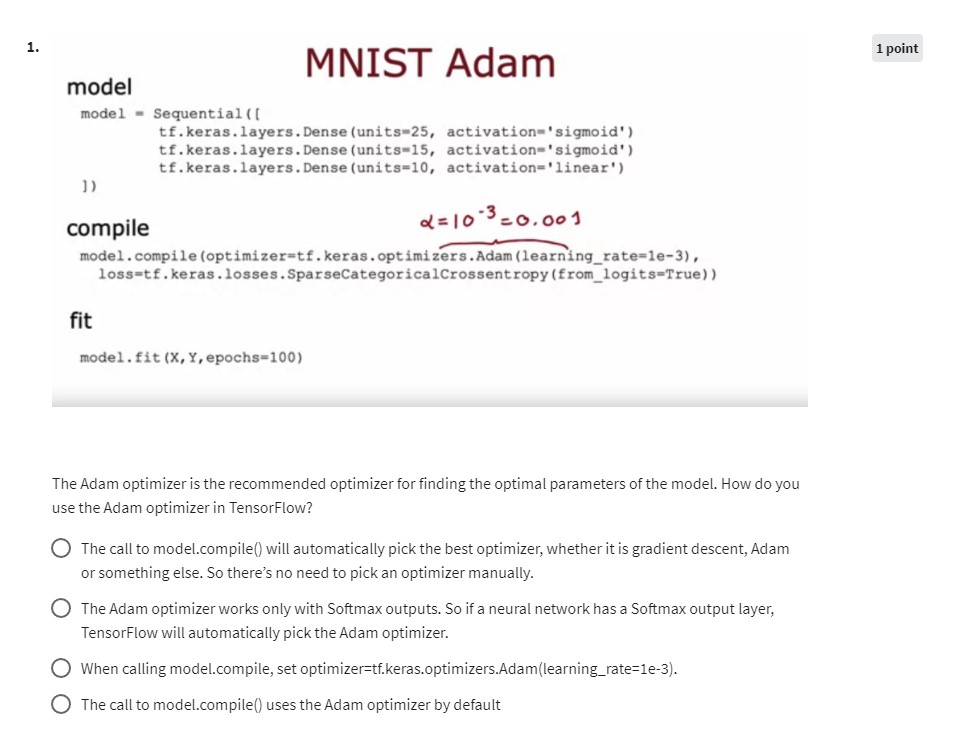 1.
1 point
MNIST Adam
model
model = Sequential([
tf.keras.layers.Dense(units=25, activation='sigmoid')
tf.keras.layers.Dense(units=15, activation='sigmoid')
tf.keras.layers.Dense(units=10, activation='linear')
])
α=10⁻³=0.001
compile
model.compile(optimizer=tf.keras.optimizers.Adam(learning_rate=1e-3),
loss=tf.keras.losses.SparseCategoricalCrossentropy(from_logits=True))
fit
model.fit(X,Y,epochs=100)
The Adam optimizer is the recommended optimizer for finding the optimal parameters of the model. How do you
use the Adam optimizer in TensorFlow?
The call to model.compile() will automatically pick the best optimizer, whether it is gradient descent, Adam
or something else. So there’s no need to pick an optimizer manually.
The Adam optimizer works only with Softmax outputs. So if a neural network has a Softmax output layer,
TensorFlow will automatically pick the Adam optimizer.
When calling model.compile, set optimizer=tf.keras.optimizers.Adam(learning_rate=1e-3).
The call to model.compile() uses the Adam optimizer by default